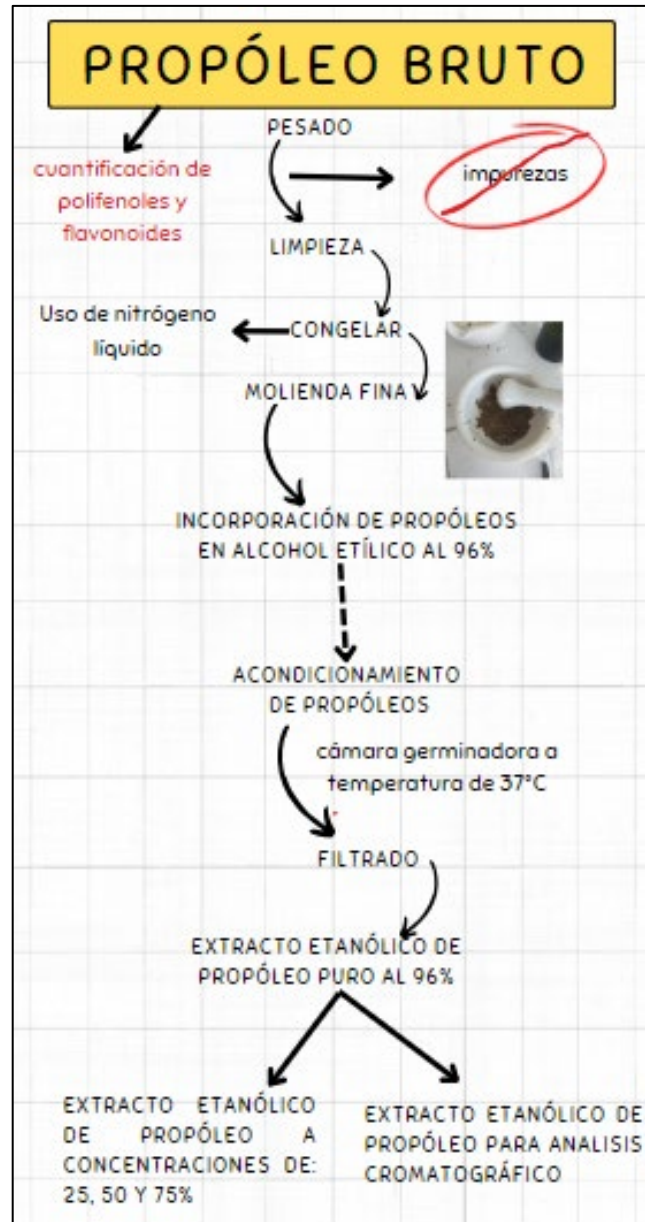 PROPÓLEO BRUTO
PESADO
cuantificación de
polifenoles y
flavonoides
impurezas
LIMPIEZA
Uso de nitrógeno
líquido
CONGELAR
MOLIENDA FINA
INCORPORACIÓN DE PROPÓLEOS
EN ALCOHOL ETÍLICO AL 96%
ACONDICIONAMIENTO
DE PROPÓLEOS
cámara germinadora a
temperatura de 37°C
FILTRADO
EXTRACTO ETANÓLICO DE
PROPÓLEO PURO AL 96%
EXTRACTO ETANÓLICO
DE PROPÓLEO A
CONCENTRACIONES DE:
25, 50 Y 75%
EXTRACTO ETANÓLICO DE
PROPÓLEO PARA ANALISIS
CROMATOGRÁFICO